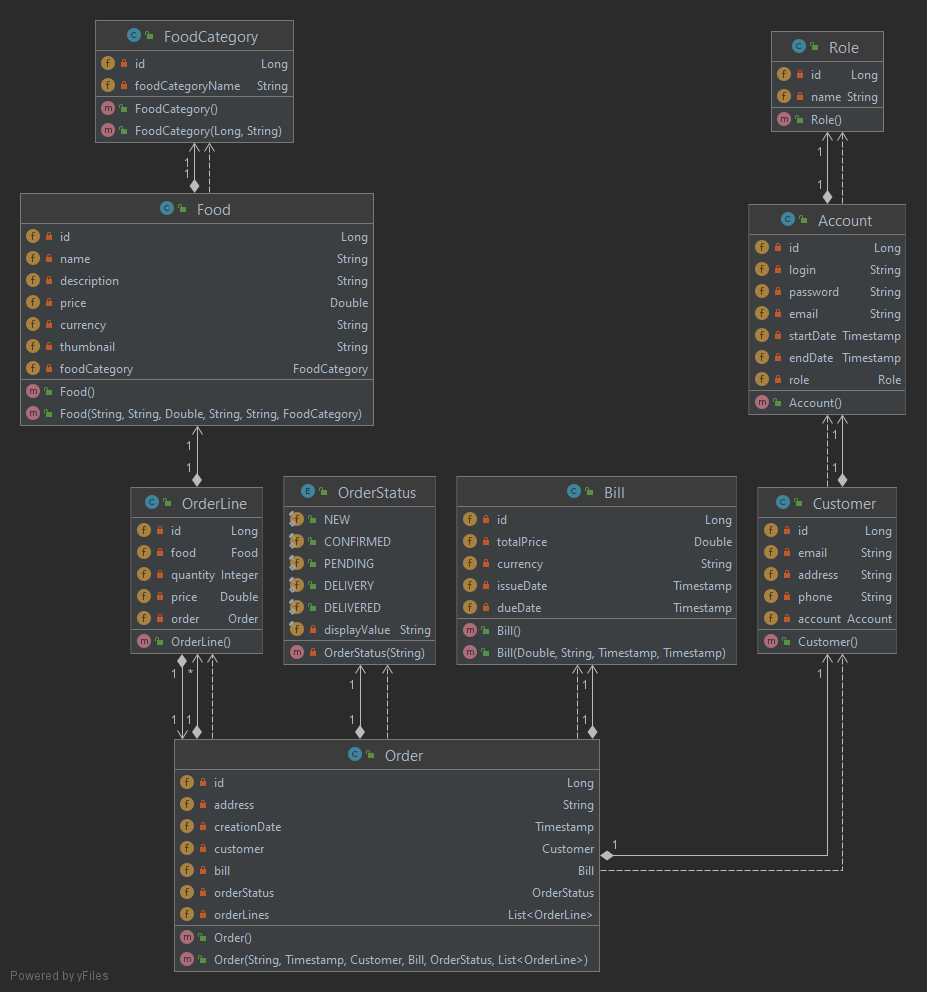 FoodCategory
id Long
foodCategoryName String
FoodCategory()
FoodCategory(Long, String)
Role
id Long
name String
Role()
1
1
1
1
Food
id Long
name String
description String
price Double
currency String
thumbnail String
foodCategory FoodCategory
Food()
Food(String, String, Double, String, String, FoodCategory)
Account
id Long
login String
password String
email String
startDate Timestamp
endDate Timestamp
role Role
Account()
1
1
1
1
OrderLine
id Long
food Food
quantity Integer
price Double
order Order
OrderLine()
OrderStatus
NEW
CONFIRMED
PENDING
DELIVERY
DELIVERED
displayValue String
OrderStatus(String)
Bill
id Long
totalPrice Double
currency String
issueDate Timestamp
dueDate Timestamp
Bill()
Bill(Double, String, Timestamp, Timestamp)
Customer
id Long
email String
address String
phone String
account Account
Customer()
1 * 1 1 1
1 1 1 1
Order
id Long
address String
creationDate Timestamp
customer Customer
bill Bill
orderStatus OrderStatus
orderLines List<OrderLine>
Order()
Order(String, Timestamp, Customer, Bill, OrderStatus, List<OrderLine>)
1
Powered by yFiles